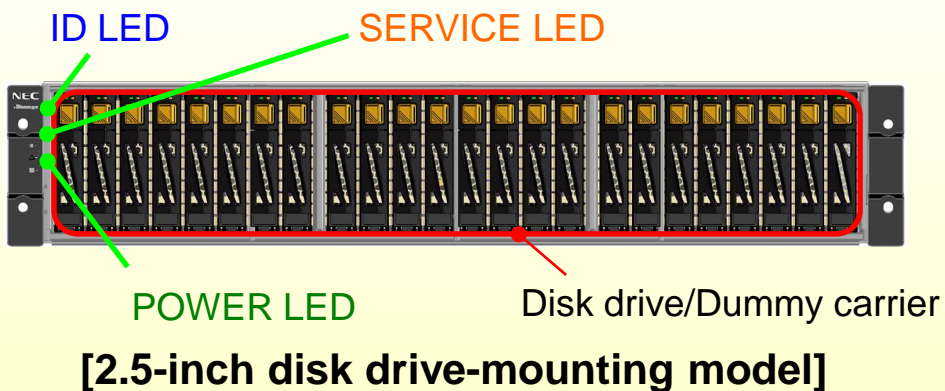 ID LED
SERVICE LED
NEC
POWER LED
Disk drive/Dummy carrier
[2.5-inch disk drive-mounting model]